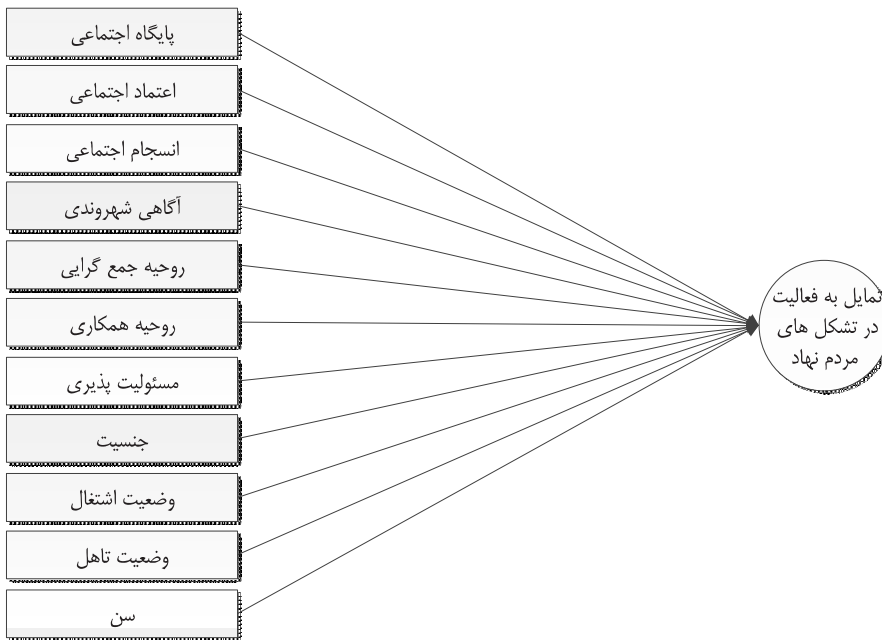 پایگاه اجتماعی
اعتماد اجتماعی
انسجام اجتماعی
آگاهی شهروندی
روحیه جمع گرایی
روحیه همکاری
مسئولیت پذیری
جنسیت
وضعیت اشتغال
وضعیت تاهل
سن
تمایل به فعالیت
در تشکل های
مردم نهاد